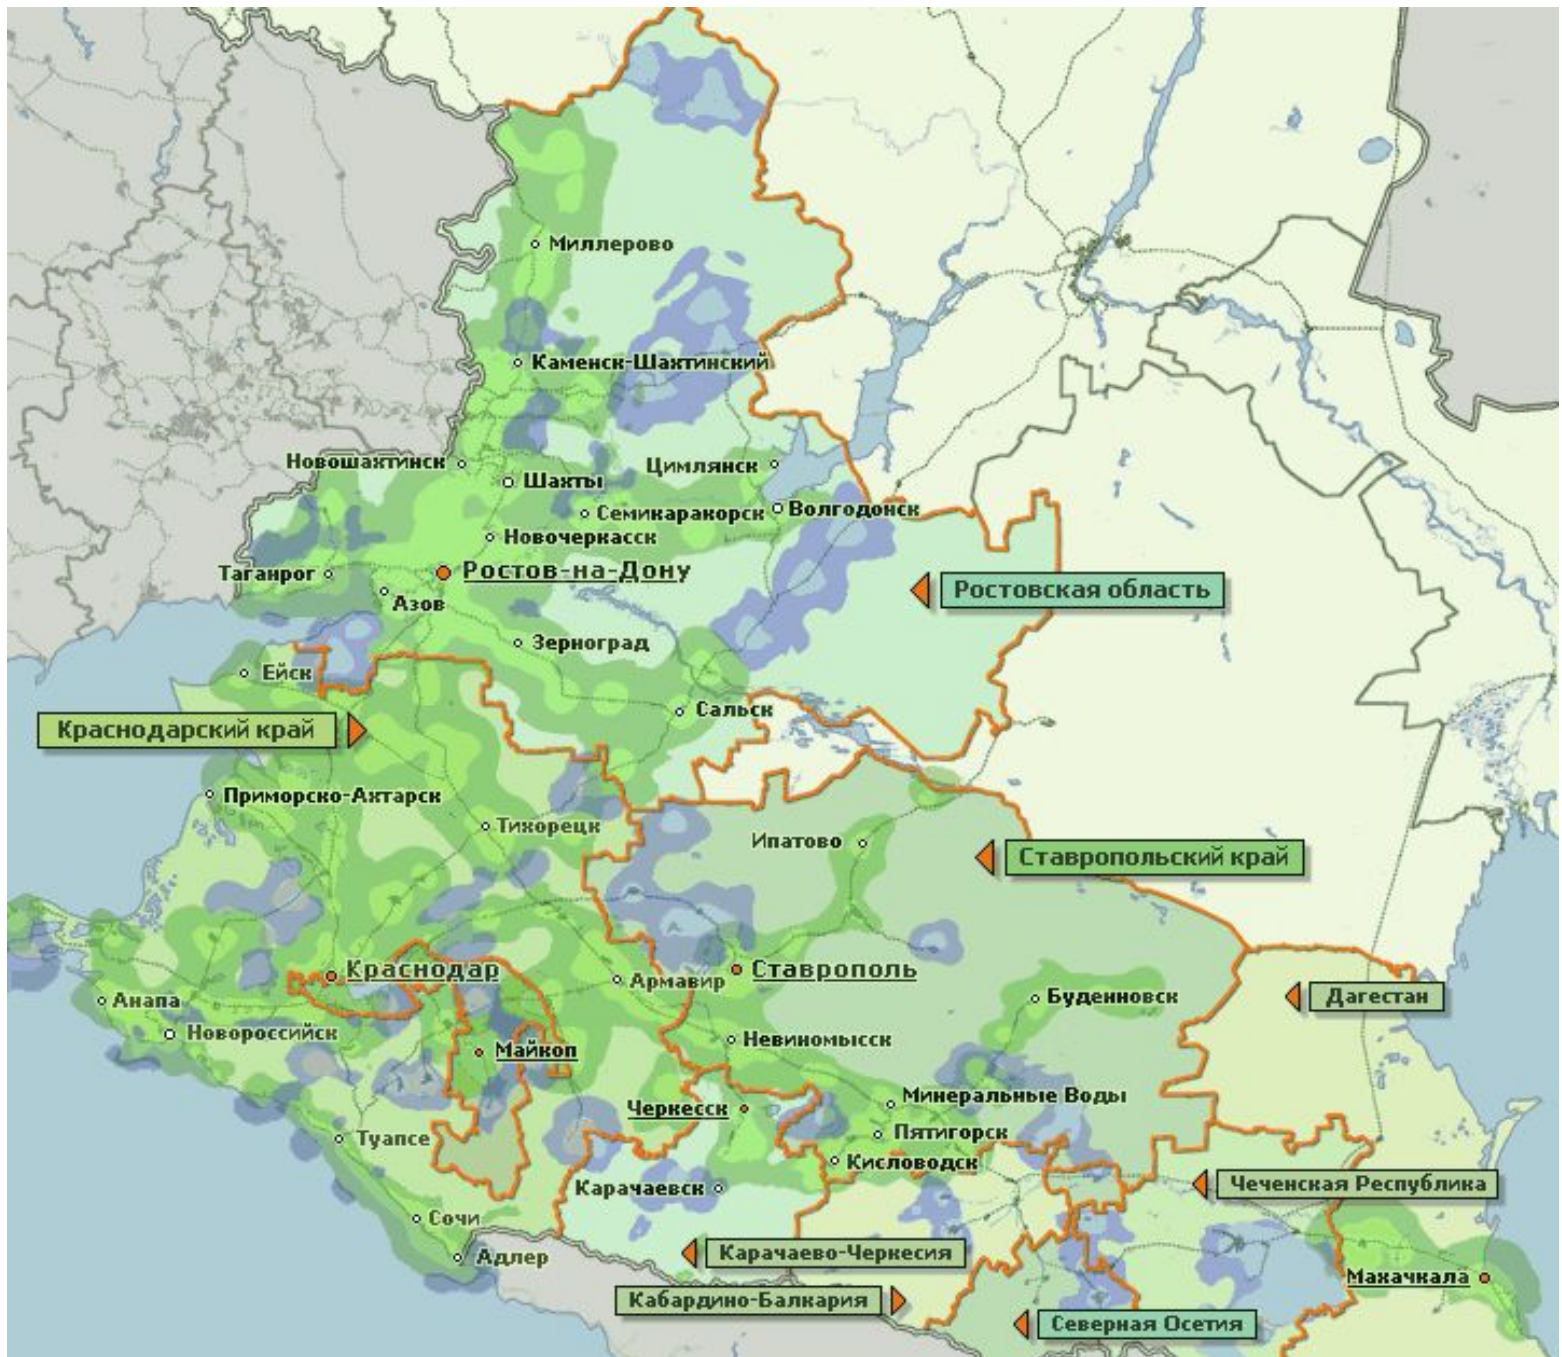 Миллерово
Каменск-Шахтинский
Новошахтинск
Цимлянск
Шахты
Семикаракорск
Волгодонск
Новочеркасск
Таганрог
Ростов-на-Дону
Ростовская область
Азов
Зерноград
Ейск
Сальск
Краснодарский край
Приморско-Ахтарск
Тихорецк
Ипатово
Ставропольский край
Краснодар
Ставрополь
Армавир
Анапа
Буденновск
Дагестан
Новороссийск
Невиномысск
Майкоп
Минеральные Воды
Черкесск
Туапсе
Пятигорск
Кисловодск
Карачаевск
Чеченская Республика
Сочи
Адлер
Карачаево-Черкесия
Махачкала
Кабардино-Балкария
Северная Осетия